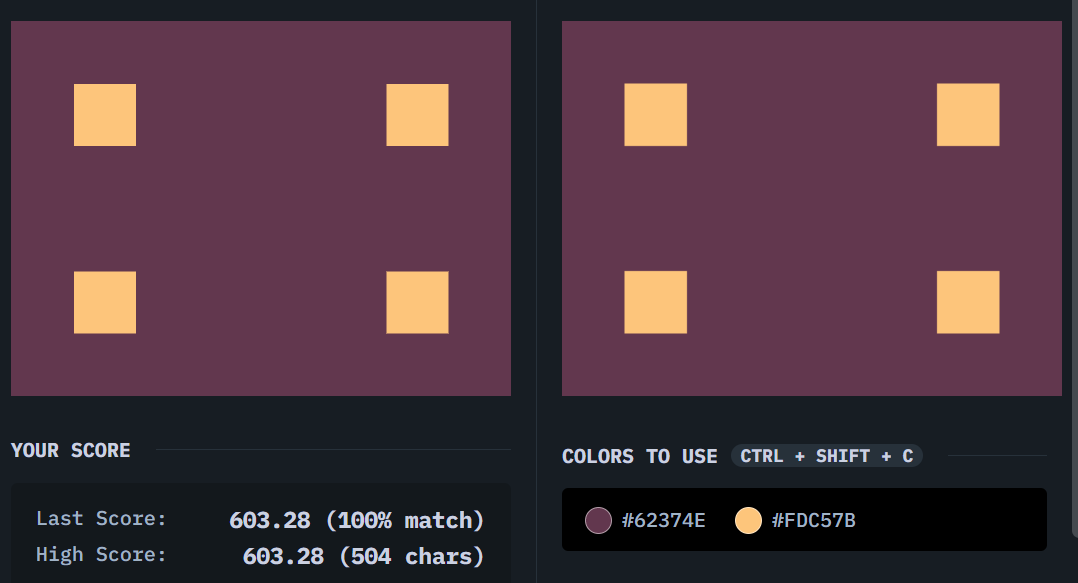 YOUR SCORE
Last Score: 603.28 (100% match)
High Score: 603.28 (504 chars)
COLORS TO USE CTRL + SHIFT + C
#62374E #FDC57B